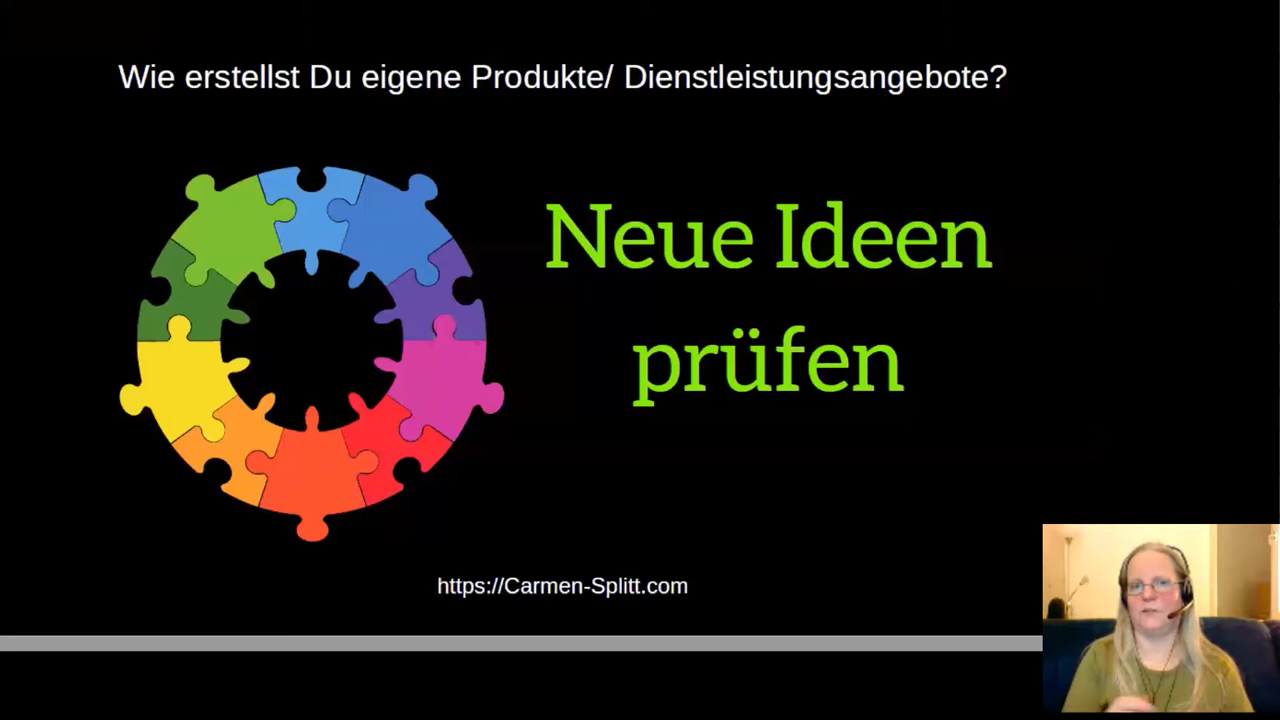 Wie erstellst Du eigene Produkte/ Dienstleistungsangebote?
Neue Ideen
prüfen
https://Carmen-Splitt.com